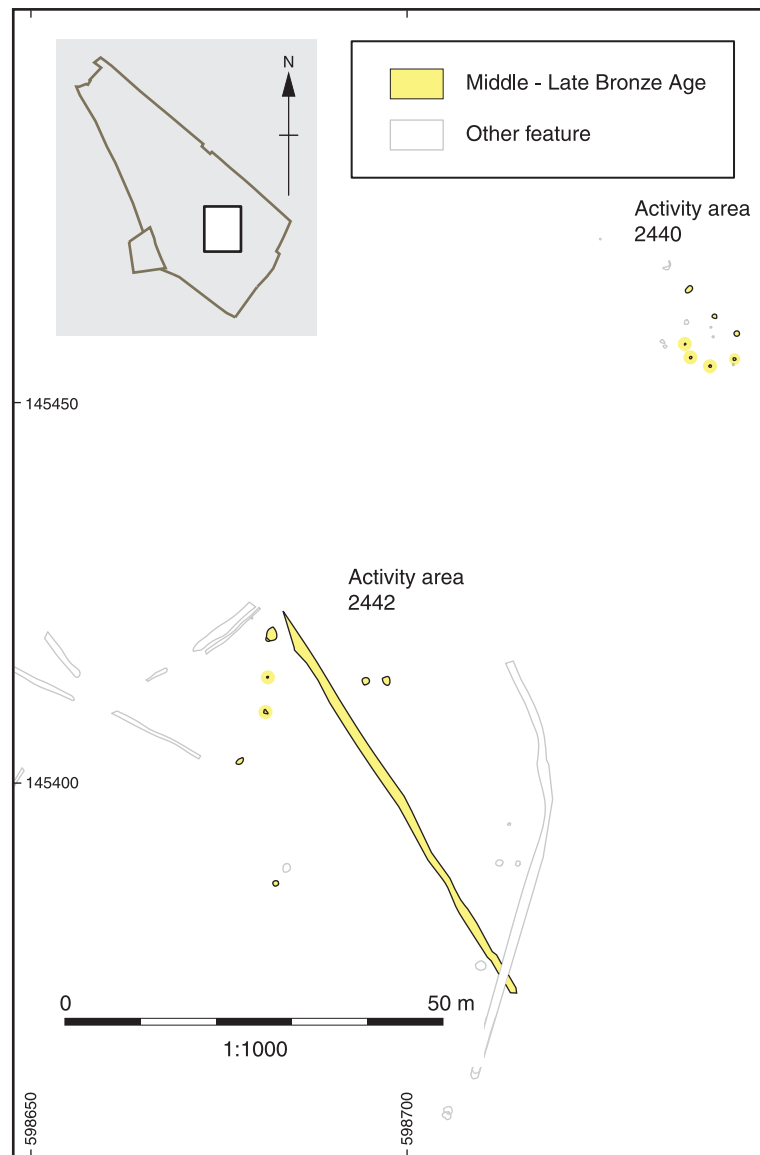 N
Middle - Late Bronze Age
Other feature
Activity area
2440
145450
Activity area
2442
145400
0
50 m
1:1000
598650
598700